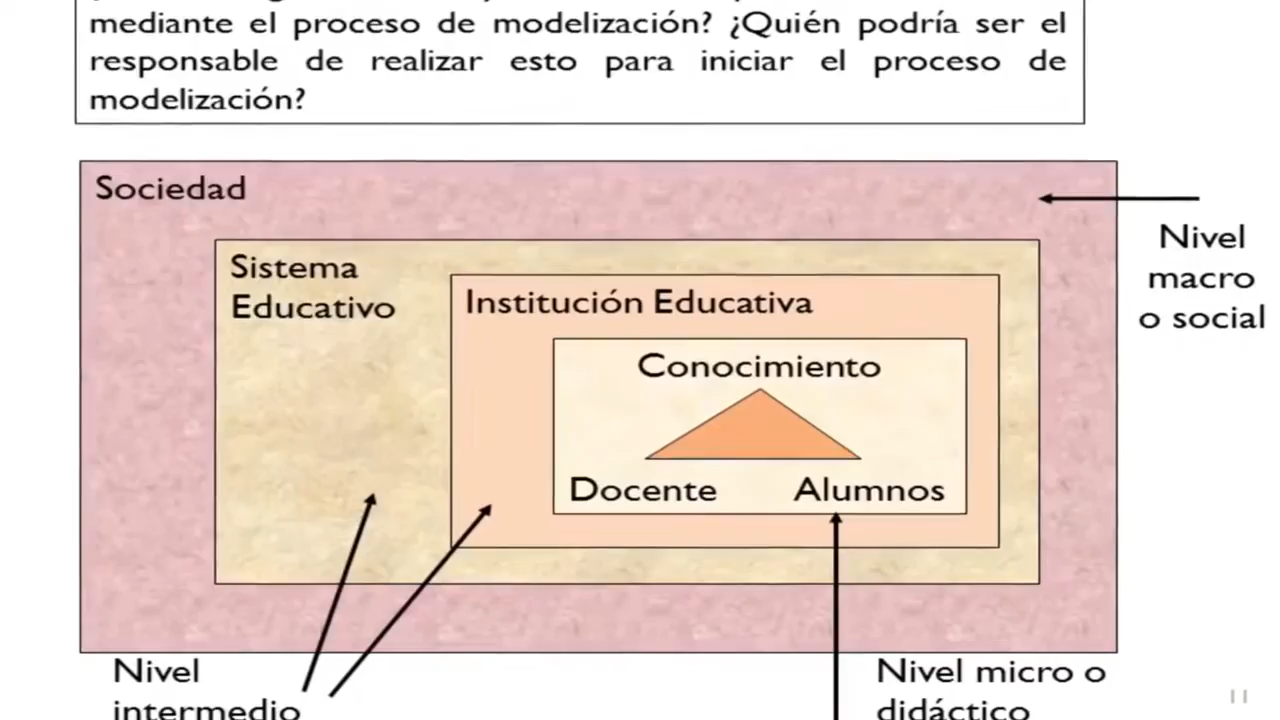 mediante el proceso de modelización? ¿Quién podría ser el
responsable de realizar esto para iniciar el proceso de
modelización?
Sociedad
Nivel
macro
o social
Sistema
Educativo
Institución Educativa
Conocimiento
Docente
Alumnos
Nivel
intermedio
Nivel micro o
didáctico
11